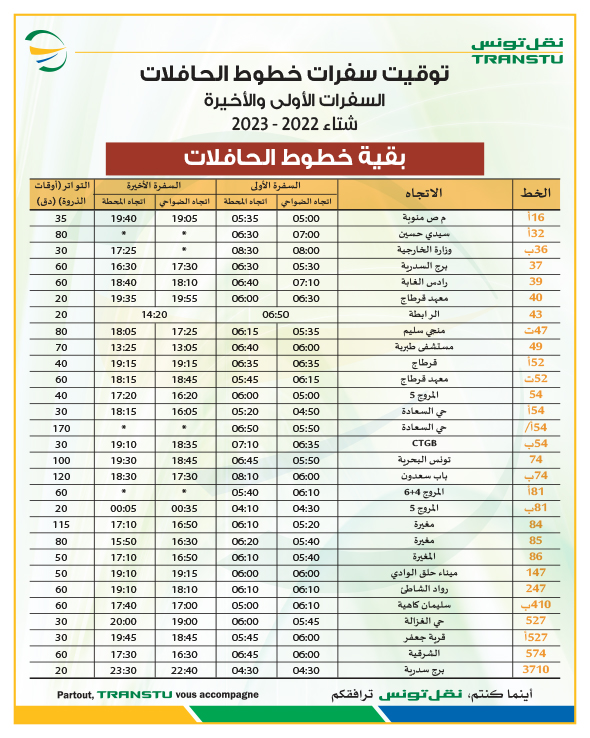 نقل تونس
TRANSTU
توقيت سفرات خطوط الحافلات
السفرات الأولى والأخيرة
شتاء 2022 - 2023
بقية خطوط الحافلات
الخط الاتجاه السفرة الأولى السفرة الأخيرة التواتر (أوقات الذروة) (دق)
اتجاه الضواحي اتجاه المحطة اتجاه الضواحي اتجاه المحطة
16أ م ص منوبة 05:00 05:35 19:05 19:40 35
32أ سيدي حسين 07:00 06:30 * * 80
36ب وزارة الخارجية 08:00 08:30 * 17:25 30
37 برج السدرية 05:30 06:30 17:30 16:30 60
39 رادس الغابة 07:10 06:40 18:10 18:40 60
40 معهد قرطاج 06:30 06:00 19:55 19:35 20
43 الرابطة 06:50 14:20 20
47ت منجي سليم 05:35 06:15 17:25 18:05 80
49 مستشفى طبرية 06:00 06:40 13:05 13:25 70
52أ قرطاج 06:35 06:35 19:15 19:15 40
52ت معهد قرطاج 06:15 05:45 18:45 18:15 60
54 المروج 5 05:00 06:00 16:20 17:20 40
54أ حي السعادة 04:50 05:20 16:05 18:15 30
54أ/ حي السعادة 05:50 06:50 * * 170
54ب CTGB 06:35 07:10 18:35 19:10 30
74 تونس البحرية 05:50 06:45 18:45 19:30 100
74ب باب سعدون 06:00 08:10 17:30 18:30 120
81أ المروج 4+6 06:10 05:40 * * 60
81ب المروج 5 04:30 04:10 00:35 00:05 20
84 مغيرة 05:20 06:10 16:50 17:10 115
85 مغيرة 05:40 06:20 16:30 15:50 80
86 المغيرة 05:40 06:10 16:50 17:10 50
147 ميناء حلق الوادي 06:00 06:00 19:15 19:10 50
247 رواد الشاطئ 06:10 06:10 18:10 19:10 60
410ب سليمان كاهية 06:10 05:00 17:00 17:40 60
527 حي الغزالة 05:45 06:00 19:00 20:00 30
527أ قرية جعفر 06:00 05:45 18:45 19:45 30
574 الشرقية 06:00 06:45 16:30 17:30 60
3710 برج سدرية 04:30 04:30 22:40 23:30 20
أينما كنتم، نقل تونس ترافقكم
Partout, TRANSTU vous accompagne